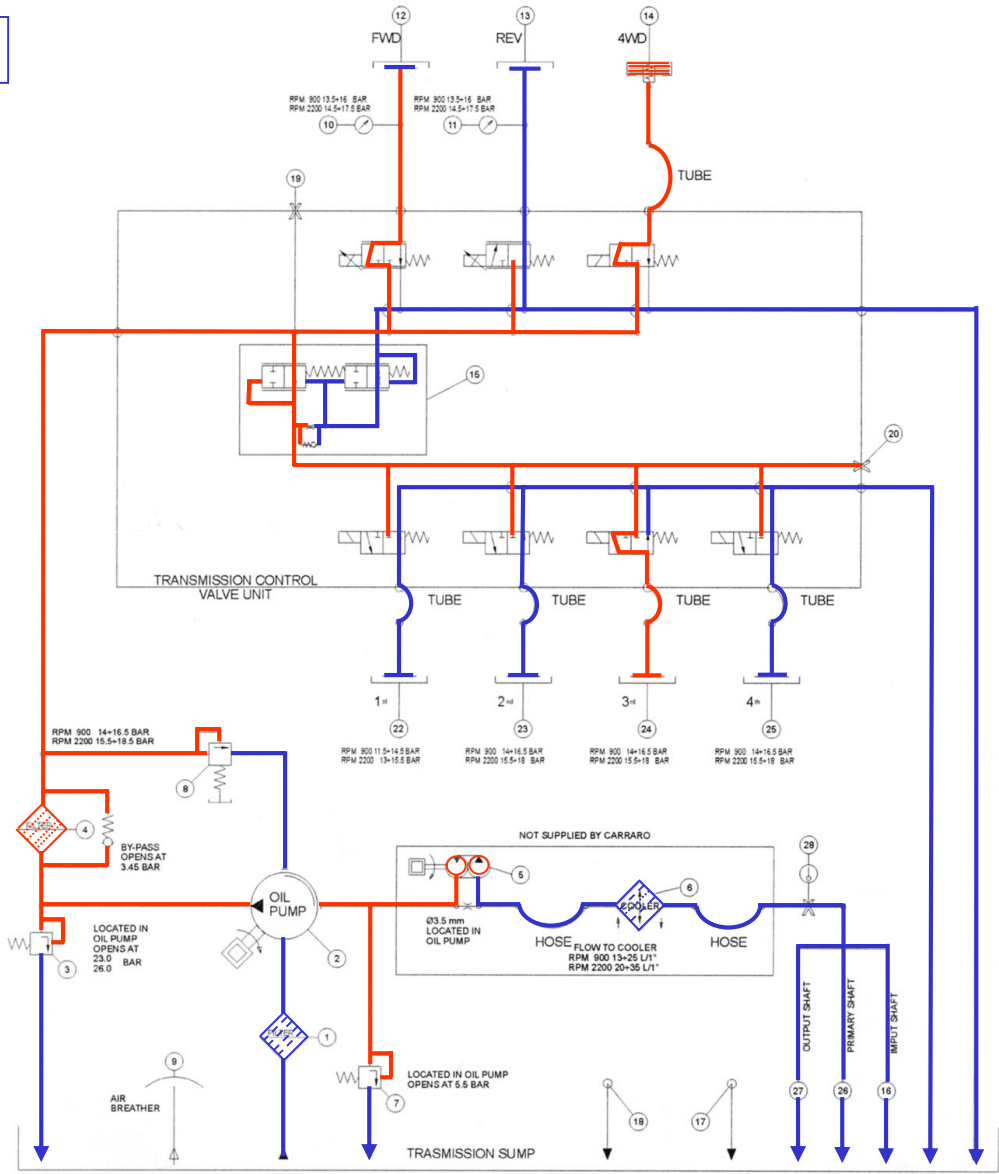 12
13
14
FWD
REV
4WD
RPM 900 13.5÷16 BAR
RPM 2200 14.5÷17.5 BAR
RPM 900 13.5÷16 BAR
RPM 2200 14.5÷17.5 BAR
10
11
TUBE
19
15
20
TRANSMISSION CONTROL
VALVE UNIT
TUBE
TUBE
TUBE
TUBE
1st
2nd
3rd
4th
22
23
24
25
RPM 900 11.5÷14.5 BAR
RPM 2200 13÷15.5 BAR
RPM 900 14÷16.5 BAR
RPM 2200 15.5÷18 BAR
RPM 900 14÷16.5 BAR
RPM 2200 15.5÷18 BAR
RPM 900 14÷16.5 BAR
RPM 2200 15.5÷18 BAR
RPM 900 14÷16.5 BAR
RPM 2200 15.5÷18.5 BAR
8
FILTER
4
BY-PASS
OPENS AT
3.45 BAR
NOT SUPPLIED BY CARRARO
28
5
6
COOLER
OIL
PUMP
Ø3.5 mm
LOCATED IN
OIL PUMP
HOSE
HOSE
FLOW TO COOLER
RPM 900 13÷25 L/1"
RPM 2200 20÷35 L/1"
LOCATED IN
OIL PUMP
OPENS AT
23.0
BAR
26.0
3
2
FILTER
1
OUTPUT SHAFT
PRIMARY SHAFT
IMPUT SHAFT
9
AIR
BREATHER
LOCATED IN OIL PUMP
OPENS AT 5.5 BAR
7
18
17
27
26
16
TRASMISSION SUMP